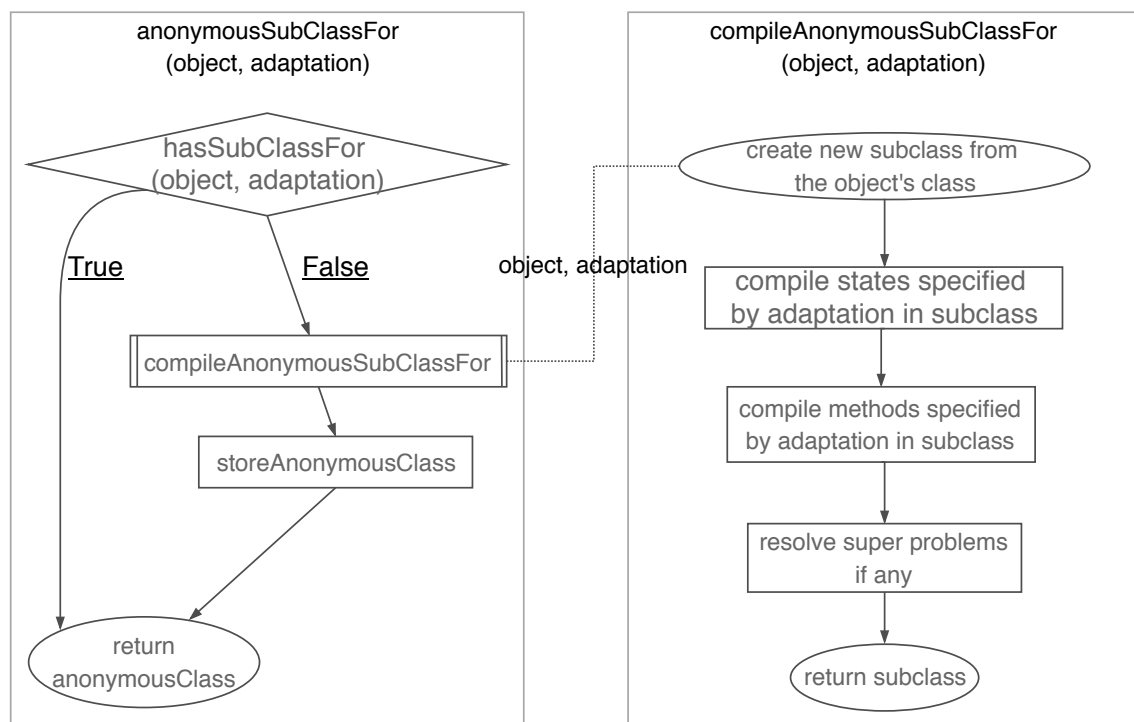 anonymousSubClassFor
(object, adaptation)
hasSubClassFor
(object, adaptation)
True
False
compileAnonymousSubClassFor
storeAnonymousClass
return
anonymousClass
object, adaptation
compileAnonymousSubClassFor
(object, adaptation)
create new subclass from
the object's class
compile states specified
by adaptation in subclass
compile methods specified
by adaptation in subclass
resolve super problems
if any
return subclass